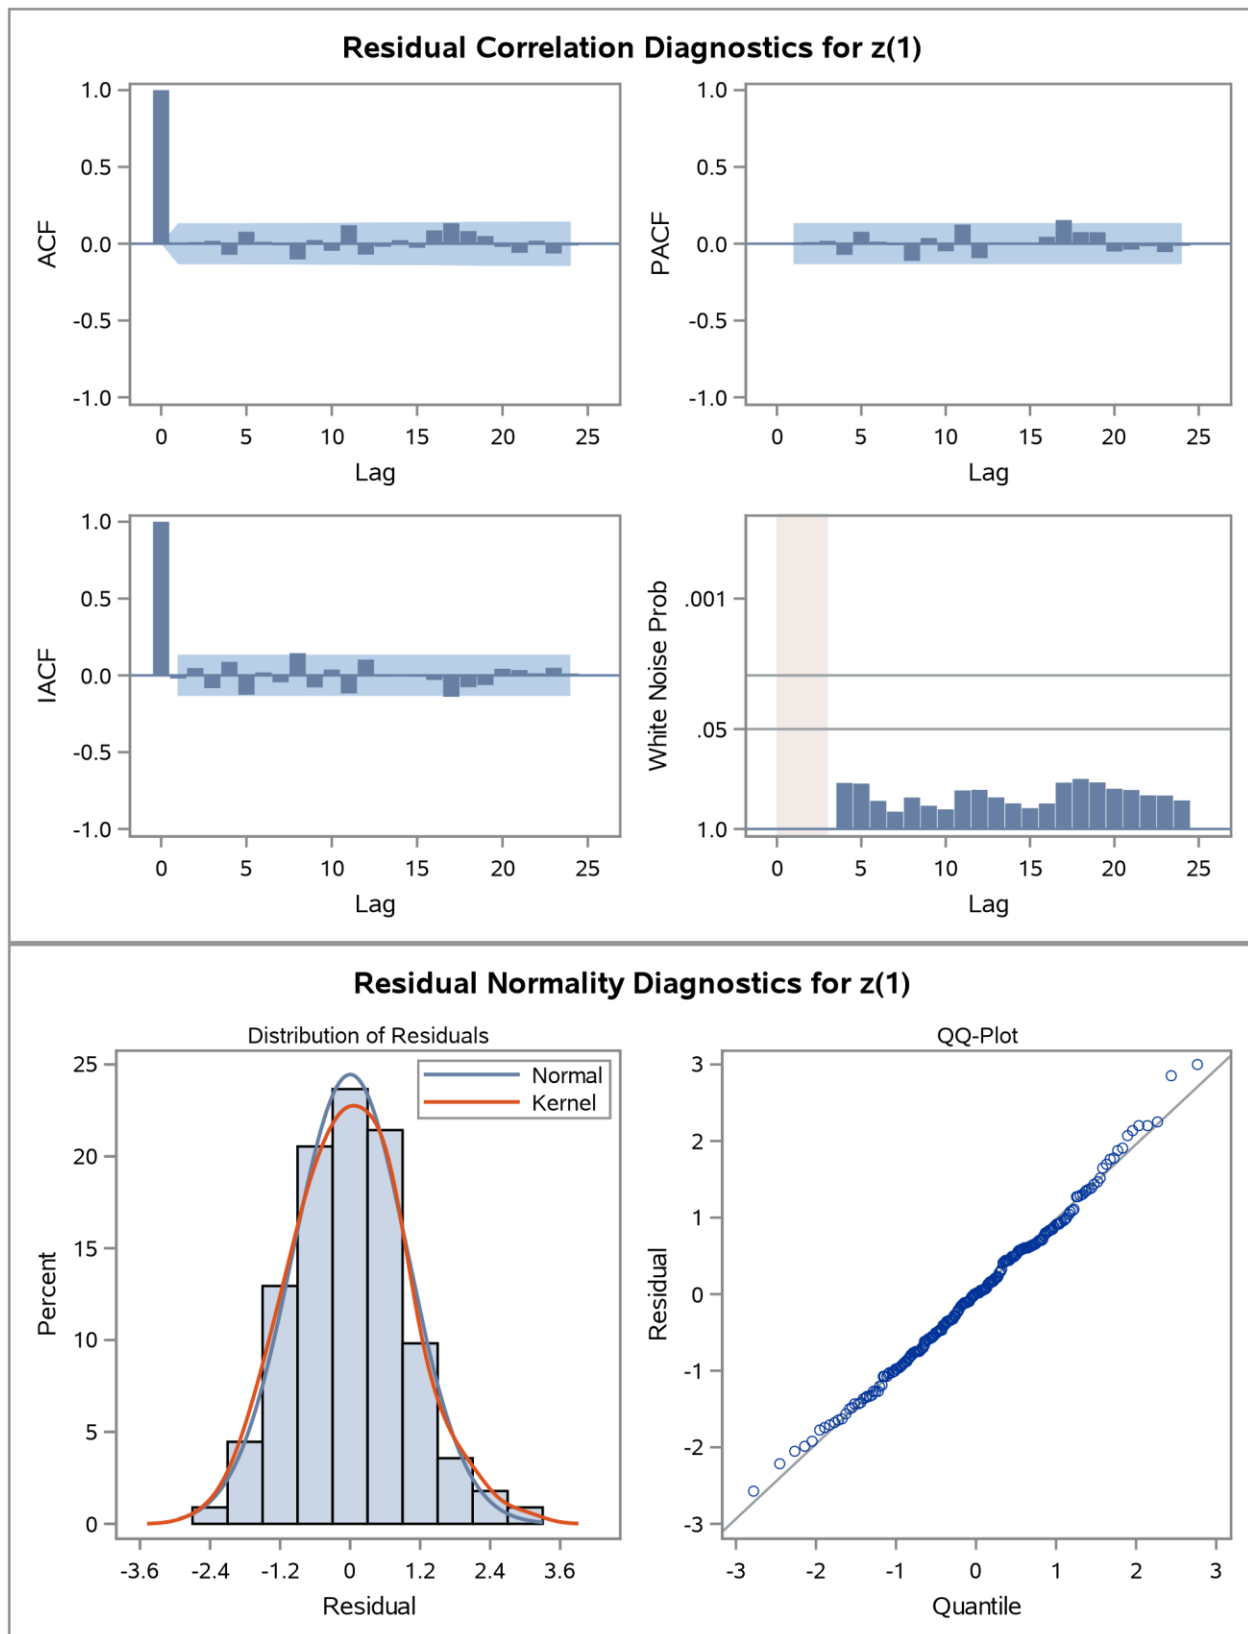 Residual Correlation Diagnostics for z(1)
1.0
0.5
0.0
-0.5
-1.0
ACF
0 5 10 15 20 25
Lag
1.0
0.5
0.0
-0.5
-1.0
PACF
0 5 10 15 20 25
Lag
1.0
0.5
0.0
-0.5
-1.0
IACF
0 5 10 15 20 25
Lag
.001
.05
1.0
White Noise Prob
0 5 10 15 20 25
Lag
Residual Normality Diagnostics for z(1)
Distribution of Residuals
25
20
15
10
5
0
Percent
Normal
Kernel
-3.6 -2.4 -1.2 0 1.2 2.4 3.6
Residual
QQ-Plot
3
2
1
0
-1
-2
-3
Residual
-3 -2 -1 0 1 2 3
Quantile